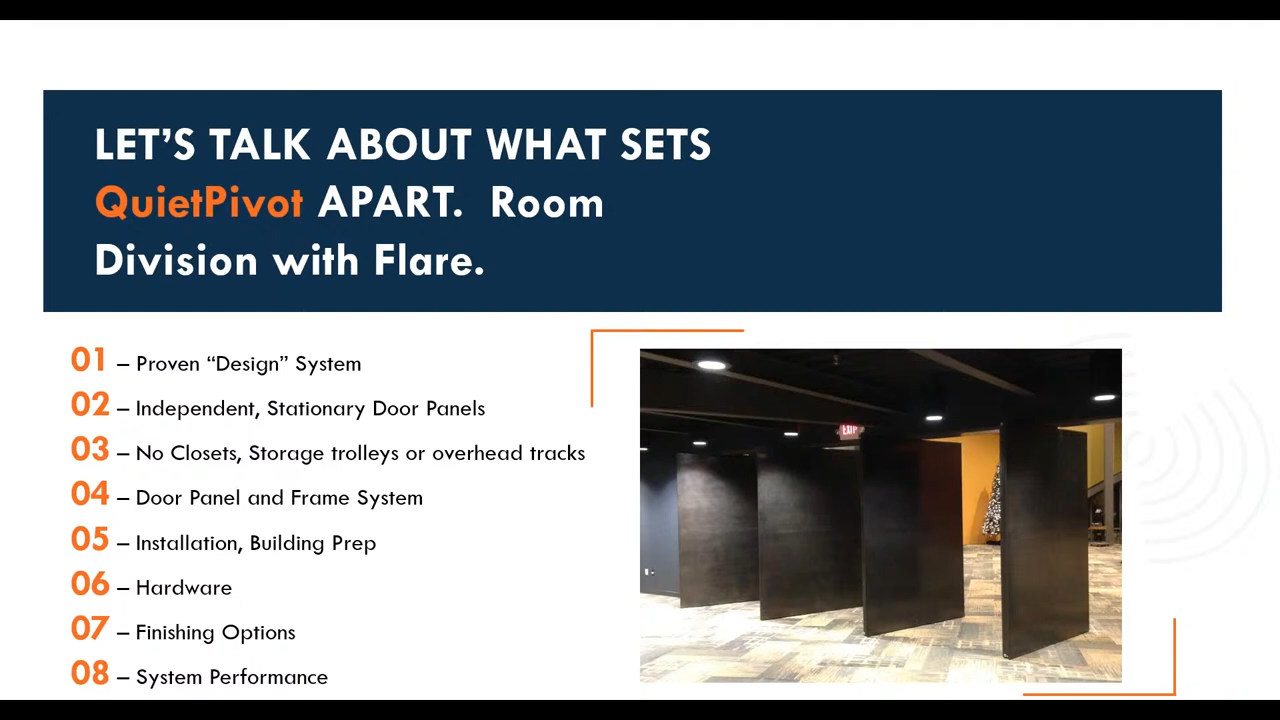 LET’S TALK ABOUT WHAT SETS
QuietPivot APART.  Room
Division with Flare.
01 – Proven “Design” System
02 – Independent, Stationary Door Panels
03 – No Closets, Storage trolleys or overhead tracks
04 – Door Panel and Frame System
05 – Installation, Building Prep
06 – Hardware
07 – Finishing Options
08 – System Performance
EXIT